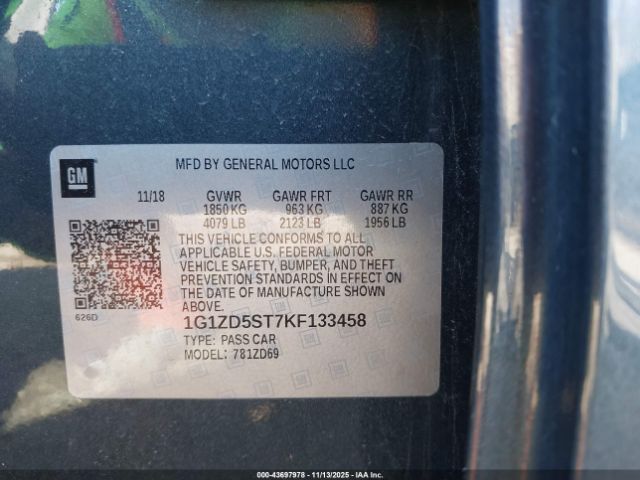 GM
MFD BY GENERAL MOTORS LLC
11/18 GVWR GAWR FRT GAWR RR
1850 KG 963 KG 887 KG
4079 LB 2123 LB 1956 LB
THIS VEHICLE CONFORMS TO ALL
APPLICABLE U.S. FEDERAL MOTOR
VEHICLE SAFETY, BUMPER, AND THEFT
PREVENTION STANDARDS IN EFFECT ON
THE DATE OF MANUFACTURE SHOWN
ABOVE.
626D
1G1ZD5ST7KF133458
TYPE: PASS CAR
MODEL: 781ZD69
000-43697978 - 11/13/2025 - IAA Inc.